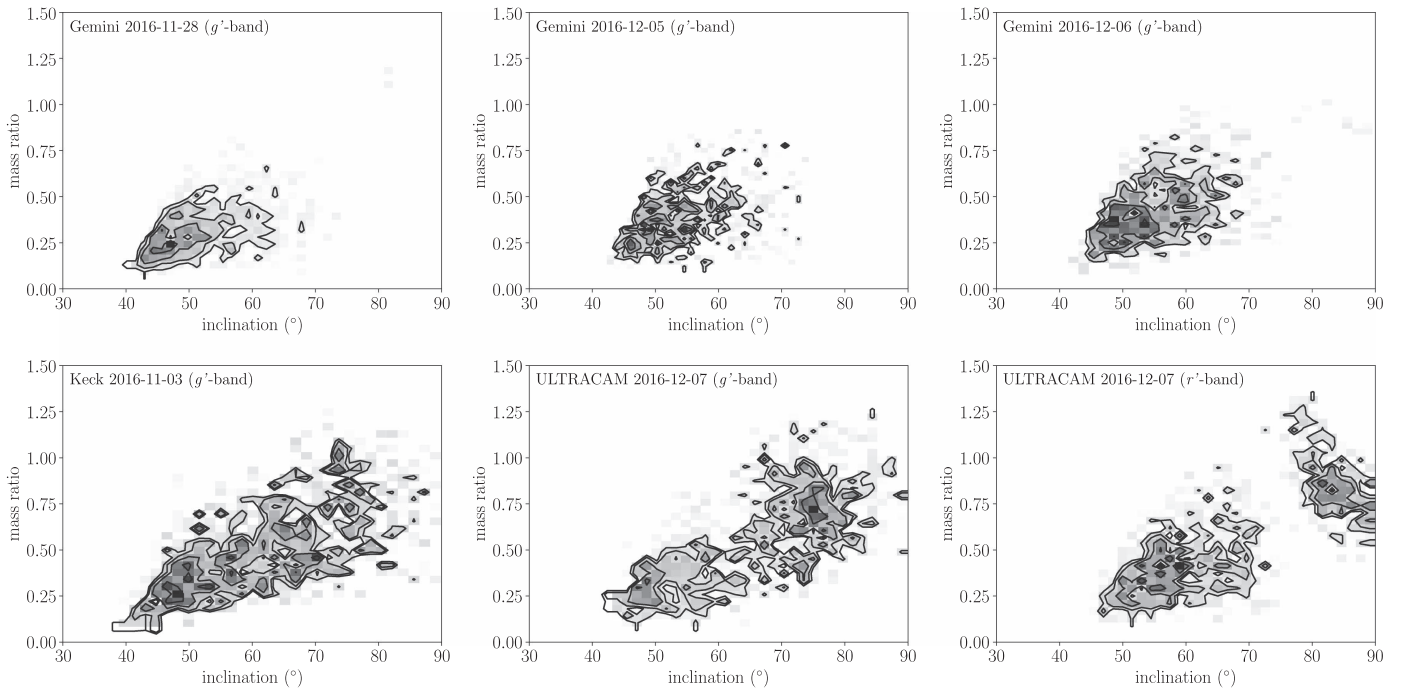 Gemini 2016-11-28 (g'-band)
mass ratio
1.50
1.25
1.00
0.75
0.50
0.25
0.00
30 40 50 60 70 80 90
inclination (°)
Gemini 2016-12-05 (g'-band)
mass ratio
1.50
1.25
1.00
0.75
0.50
0.25
0.00
30 40 50 60 70 80 90
inclination (°)
Gemini 2016-12-06 (g'-band)
mass ratio
1.50
1.25
1.00
0.75
0.50
0.25
0.00
30 40 50 60 70 80 90
inclination (°)
Keck 2016-11-03 (g'-band)
mass ratio
1.50
1.25
1.00
0.75
0.50
0.25
0.00
30 40 50 60 70 80 90
inclination (°)
ULTRACAM 2016-12-07 (g'-band)
mass ratio
1.50
1.25
1.00
0.75
0.50
0.25
0.00
30 40 50 60 70 80 90
inclination (°)
ULTRACAM 2016-12-07 (r'-band)
mass ratio
1.50
1.25
1.00
0.75
0.50
0.25
0.00
30 40 50 60 70 80 90
inclination (°)